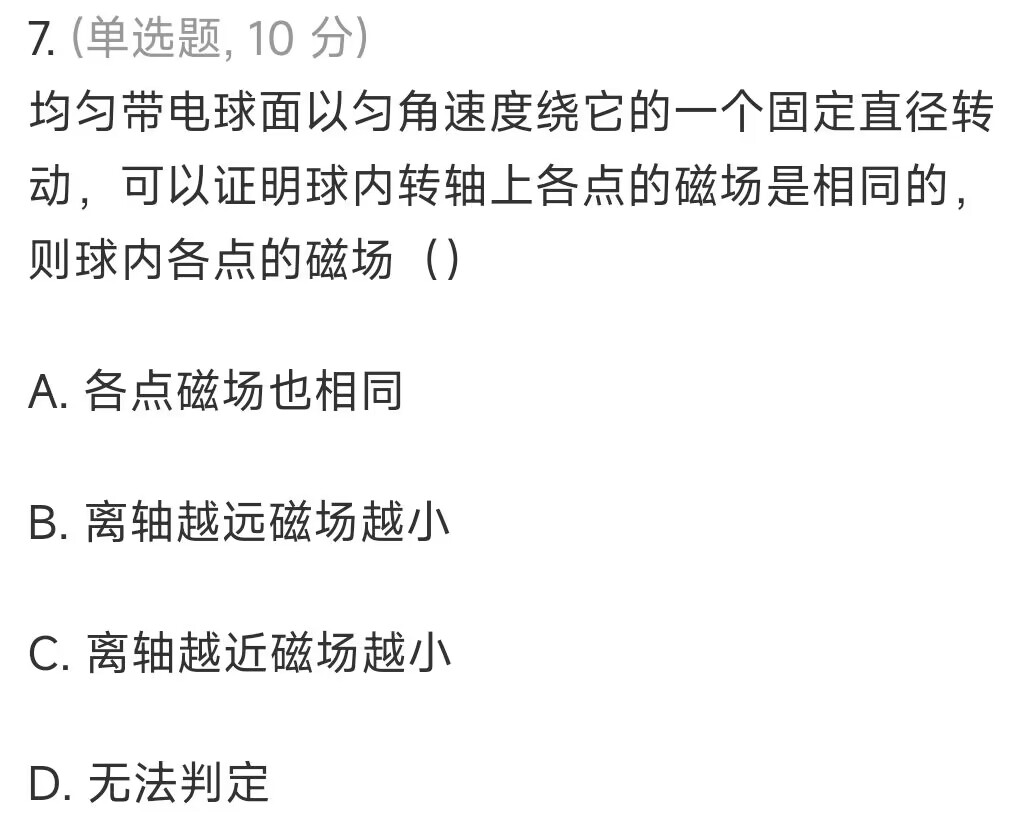 7. (单选题, 10 分)
均匀带电球面以匀角速度绕它的一个固定直径转
动，可以证明球内转轴上各点的磁场是相同的，
则球内各点的磁场（）
A. 各点磁场也相同
B. 离轴越远磁场越小
C. 离轴越近磁场越小
D. 无法判定